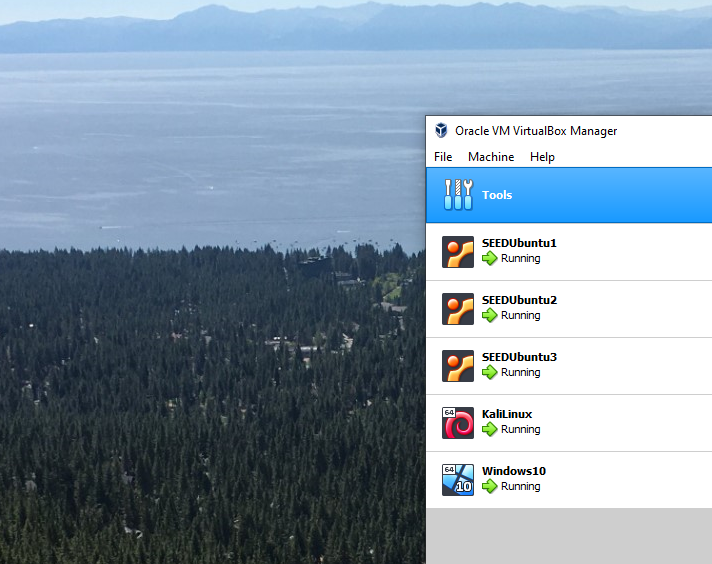 Oracle VM VirtualBox Manager
File Machine Help
Tools
SEEDUbuntu1
Running
SEEDUbuntu2
Running
SEEDUbuntu3
Running
64
KaliLinux
Running
64
10
Windows10
Running